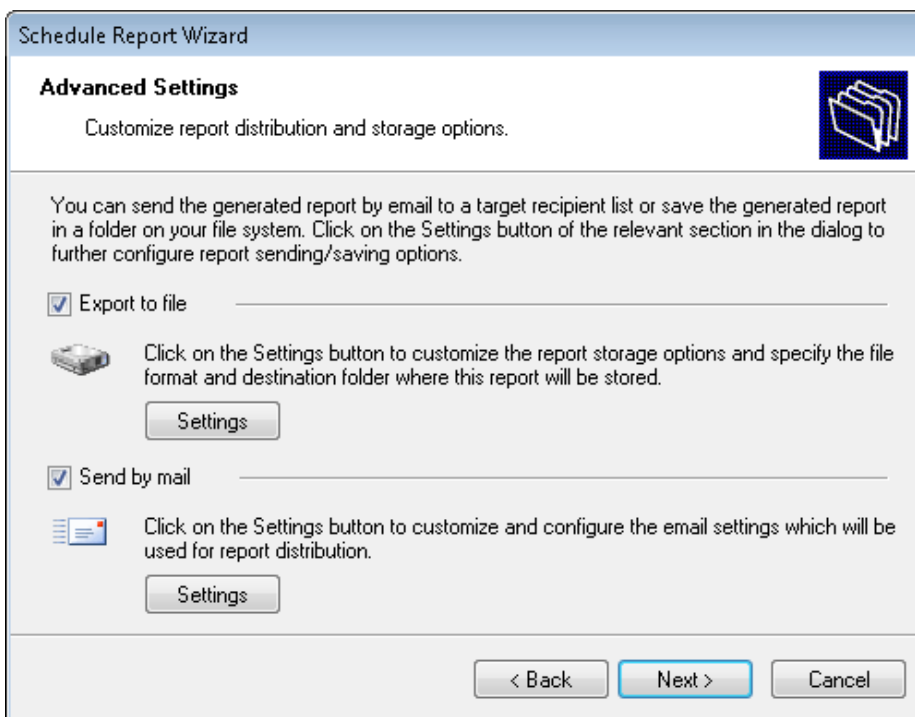 Schedule Report Wizard
Advanced Settings
Customize report distribution and storage options.
You can send the generated report by email to a target recipient list or save the generated report
in a folder on your file system. Click on the Settings button of the relevant section in the dialog to
further configure report sending/saving options.
Export to file
Click on the Settings button to customize the report storage options and specify the file
format and destination folder where this report will be stored.
Settings
Send by mail
Click on the Settings button to customize and configure the email settings which will be
used for report distribution.
Settings
< Back Next > Cancel